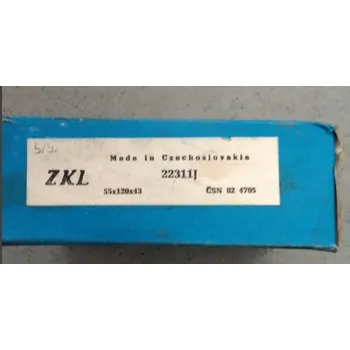 Made in Czechoslovakia
ZKL 22311J
55x120x43 ČSN 02 4705